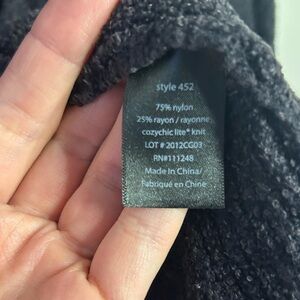 style 452
75% nylon
25% rayon / rayonne
cozychic lite® knit
LOT # 2012CG03
RN#111248
Made In China/
Fabriqué en Chine